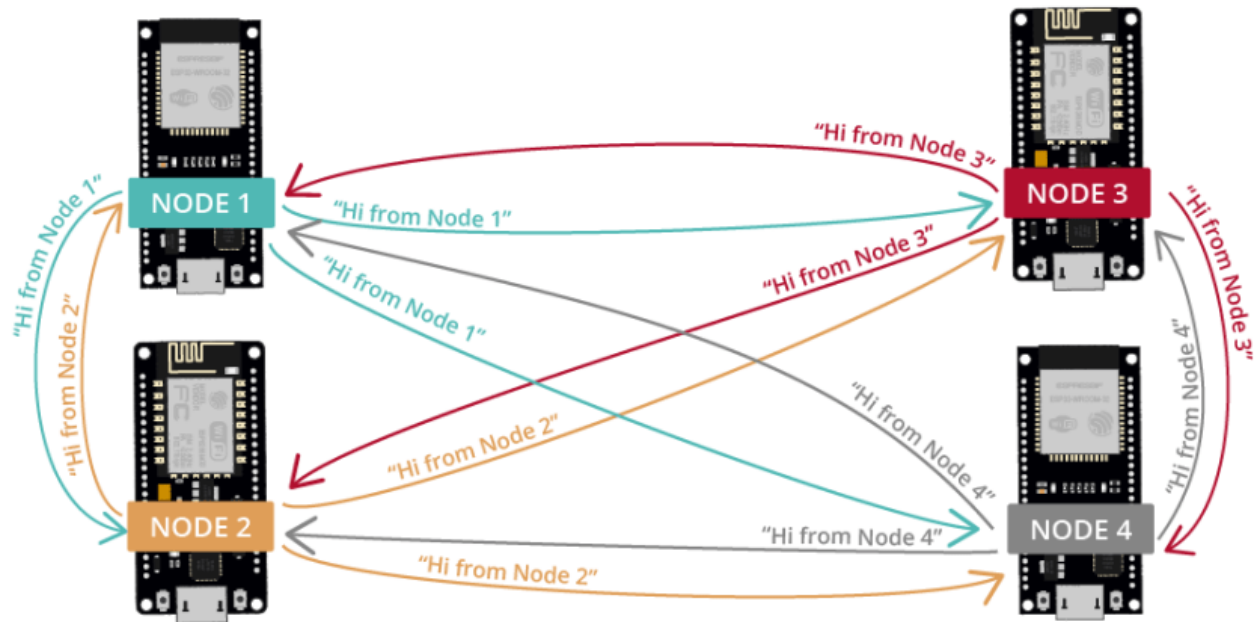 NODE 1
NODE 2
NODE 3
NODE 4
“Hi from Node 1”
“Hi from Node 1”
“Hi from Node 1”
“Hi from Node 2”
“Hi from Node 2”
“Hi from Node 2”
“Hi from Node 3”
“Hi from Node 3”
“Hi from Node 3”
“Hi from Node 4”
“Hi from Node 4”
“Hi from Node 4”